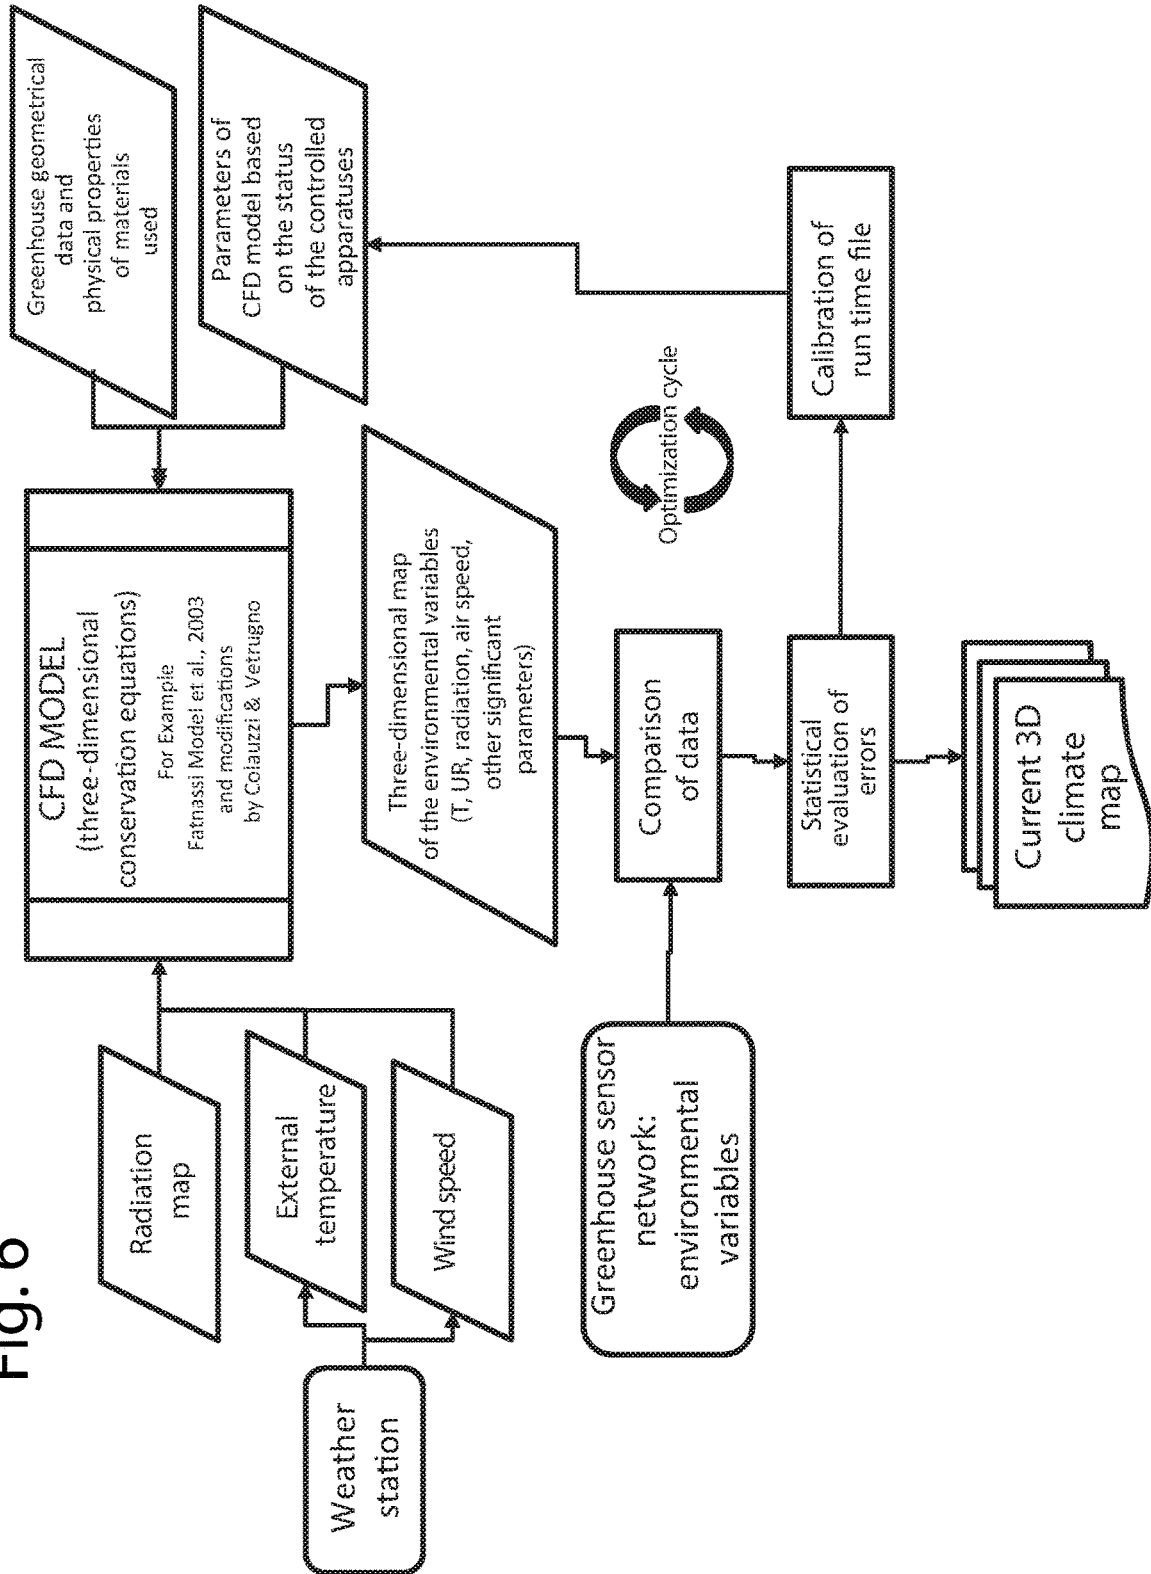 Fig. 6
Weather
station
Radiation
map
External
temperature
Wind speed
CFD MODEL
(three-dimensional
conservation equations)
For Example
Fatnassi Model et al., 2003
and modifications
by Colauzzi & Vetrugno
Greenhouse geometrical
data and
physical properties
of materials
used
Parameters of
CFD model based
on the status
of the controlled
apparatuses
Three-dimensional map
of the environmental variables
(T, UR, radiation, air speed,
other significant
parameters)
Greenhouse sensor
network:
environmental
variables
Comparison
of data
Optimization cycle
Statistical
evaluation of
errors
Calibration of
run time file
Current 3D
climate
map